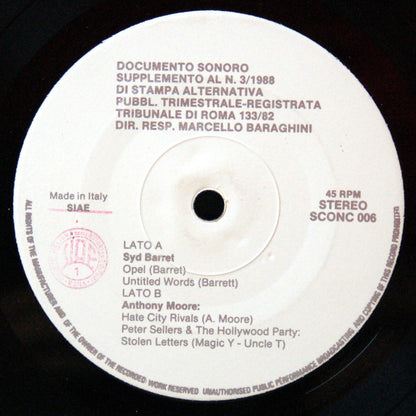 DOCUMENTO SONORO
SUPPLEMENTO AL N. 3/1988
DI STAMPA ALTERNATIVA
PUBBL. TRIMESTRALE-REGISTRATA
TRIBUNALE DI ROMA 133/82
DIR. RESP. MARCELLO BARAGHINI
Made in Italy
SIAE
45 RPM
STEREO
SCONC 006
1
LATO A
Syd Barret
Opel (Barret)
Untitled Words (Barrett)
LATO B
Anthony Moore:
Hate City Rivals (A. Moore)
Peter Sellers & The Hollywood Party:
Stolen Letters (Magic Y - Uncle T)
ALL RIGHTS OF THE MANUFACTURER AND OF THE OWNER OF THE RECORDED WORK RESERVED UNAUTHORISED PUBLIC PERFORMANCE BROADCASTING AND COPYING OF THIS RECORD PROHIBITED